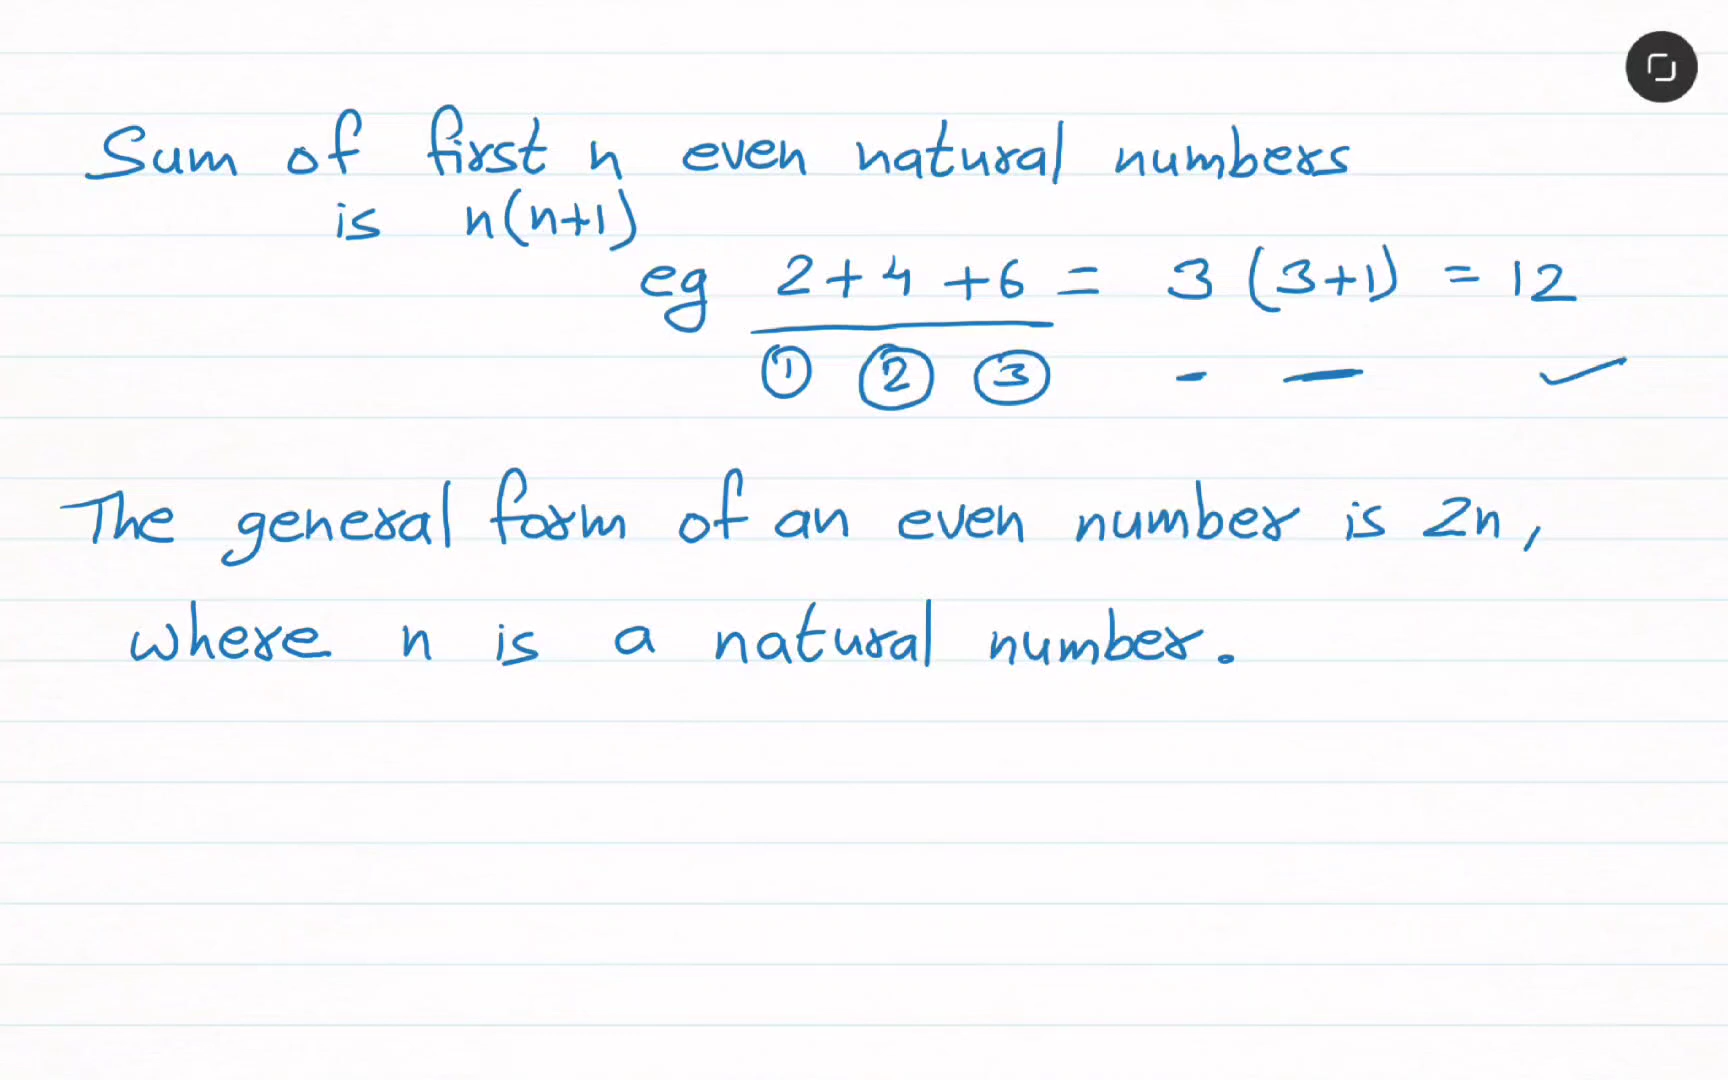 Sum of first n even natural numbers
is n(n+1)
eg 2+4+6 = 3 (3+1) = 12
1 2 3
The general form of an even number is 2n,
where n is a natural number.